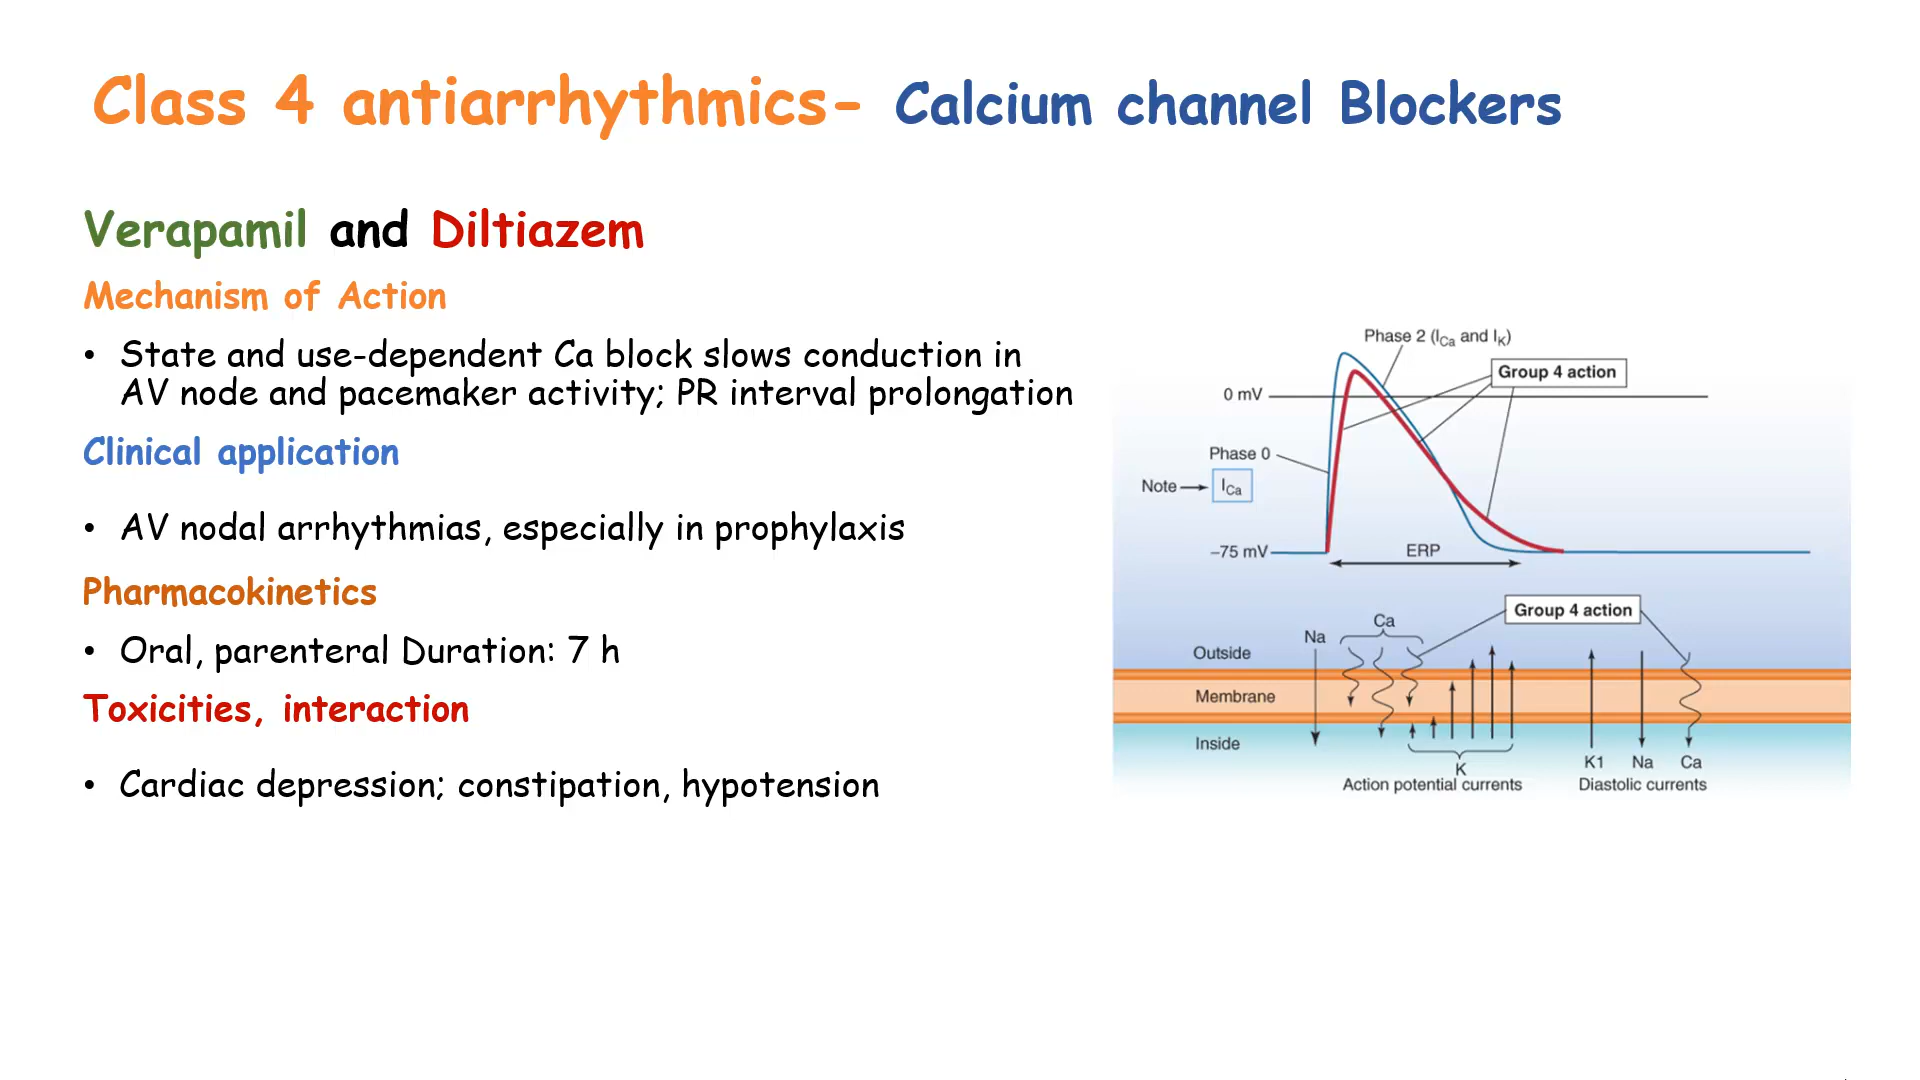 Class 4 antiarrhythmics- Calcium channel Blockers
Verapamil and Diltiazem
Mechanism of Action
• State and use-dependent Ca block slows conduction in
AV node and pacemaker activity; PR interval prolongation
Clinical application
• AV nodal arrhythmias, especially in prophylaxis
Pharmacokinetics
• Oral, parenteral Duration: 7 h
Toxicities, interaction
• Cardiac depression; constipation, hypotension
Phase 2 (ICa and IK)
Group 4 action
0 mV
Phase 0
Note
ICa
–75 mV
ERP
Group 4 action
Ca
Na
Outside
Membrane
Inside
K
K1 Na Ca
Action potential currents
Diastolic currents